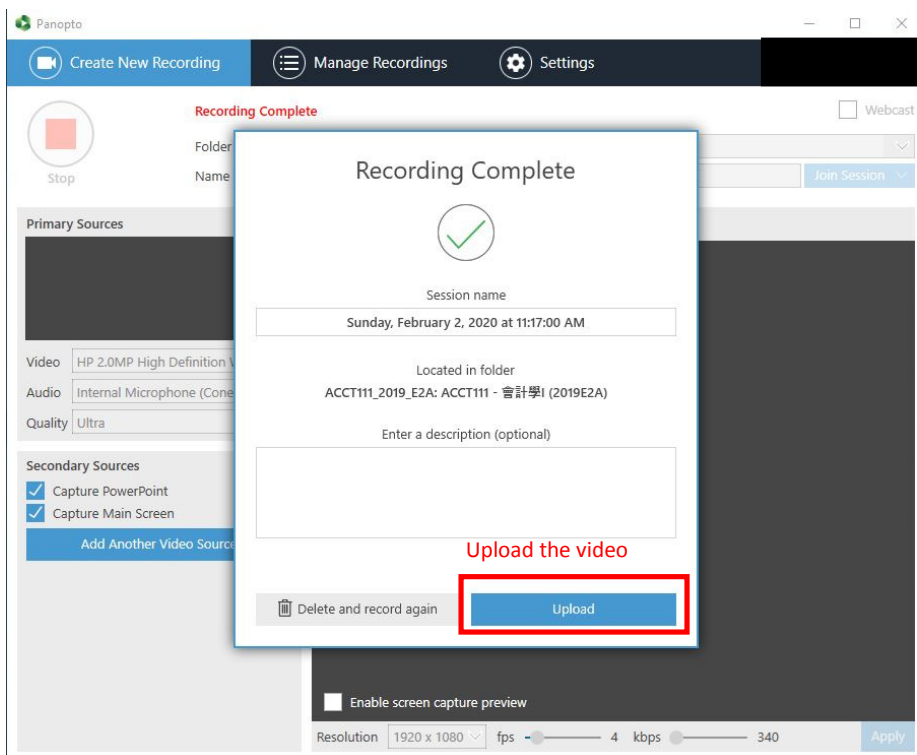 Panopto
Create New Recording
Manage Recordings
Settings
Recording Complete
Webcast
Folder
Stop
Name
Join Session
Primary Sources
Video HP 2.0MP High Definition
Audio Internal Microphone (Cone
Quality Ultra
Secondary Sources
Capture PowerPoint
Capture Main Screen
Add Another Video Source
Recording Complete
Session name
Sunday, February 2, 2020 at 11:17:00 AM
Located in folder
ACCT111_2019_E2A: ACCT111 - 會計學I (2019E2A)
Enter a description (optional)
Upload the video
Delete and record again
Upload
Enable screen capture preview
Resolution 1920 x 1080 fps 4 kbps 340
Apply